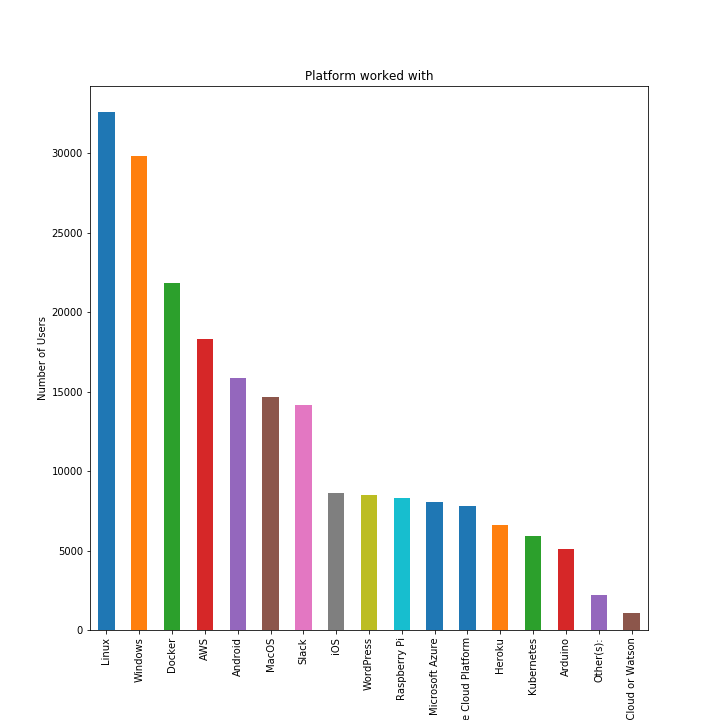 Platform worked with
Number of Users
30000
25000
20000
15000
10000
5000
0
Linux
Windows
Docker
AWS
Android
MacOS
Slack
iOS
WordPress
Raspberry Pi
Microsoft Azure
e Cloud Platform
Heroku
Kubernetes
Arduino
Other(s):
Cloud or Watson